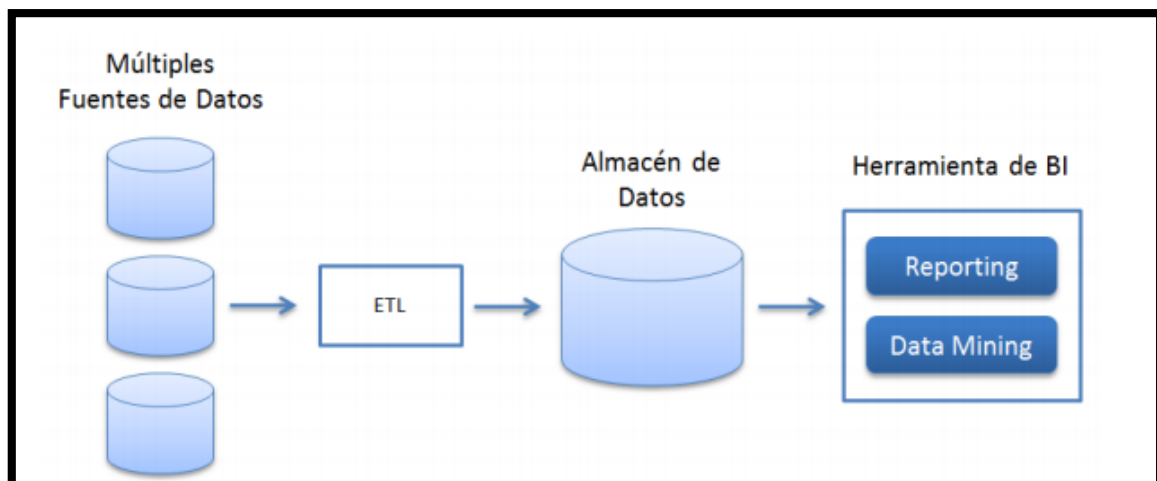 Múltiples
Fuentes de Datos
ETL
Almacén de
Datos
Herramienta de BI
Reporting
Data Mining